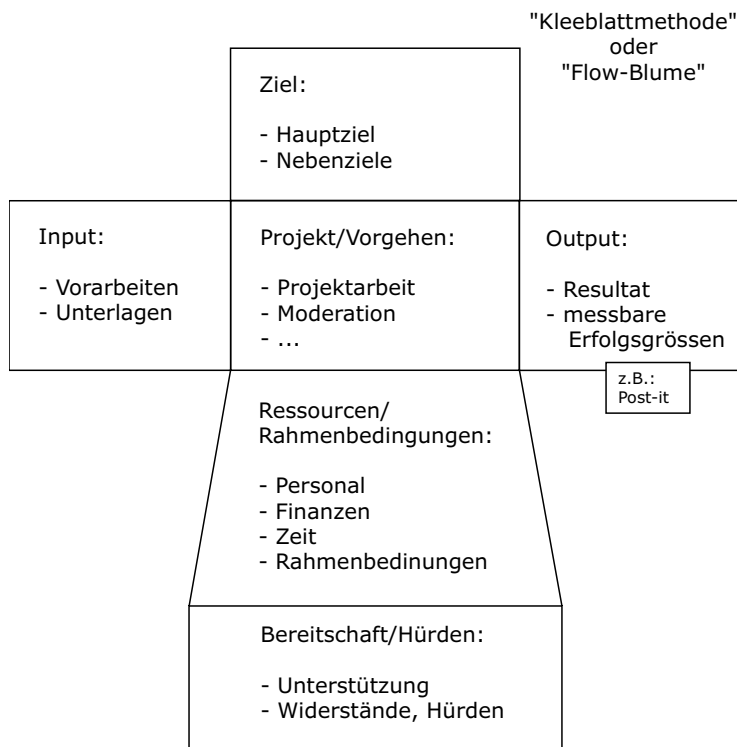 "Kleeblattmethode"
oder
"Flow-Blume"
Ziel:
- Hauptziel
- Nebenziele
Input:
- Vorarbeiten
- Unterlagen
Projekt/Vorgehen:
- Projektarbeit
- Moderation
- ...
Output:
- Resultat
- messbare
Erfolgsgrössen
z.B.:
Post-it
Ressourcen/
Rahmenbedingungen:
- Personal
- Finanzen
- Zeit
- Rahmenbedinungen
Bereitschaft/Hürden:
- Unterstützung
- Widerstände, Hürden